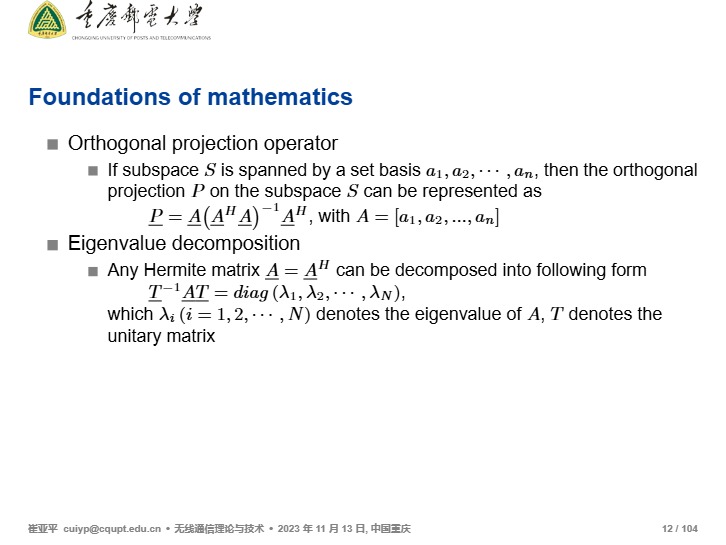 重慶郵電大學
CHONGQING UNIVERSITY OF POSTS AND TELECOMMUNICATIONS
Foundations of mathematics
■ Orthogonal projection operator
■ If subspace S is spanned by a set basis a₁, a₂, ⋯ , aₙ, then the orthogonal
projection P on the subspace S can be represented as
P = A(AᴴA)⁻¹Aᴴ, with A = [a₁, a₂, ..., aₙ]
■ Eigenvalue decomposition
■ Any Hermite matrix A = Aᴴ can be decomposed into following form
T⁻¹AT = diag (λ₁, λ₂, ⋯ , λ_N),
which λᵢ (i = 1, 2, ⋯ , N) denotes the eigenvalue of A, T denotes the
unitary matrix
崔亚平 cuiyp@cqupt.edu.cn • 无线通信理论与技术 • 2023 年 11 月 13 日, 中国重庆
12 / 104